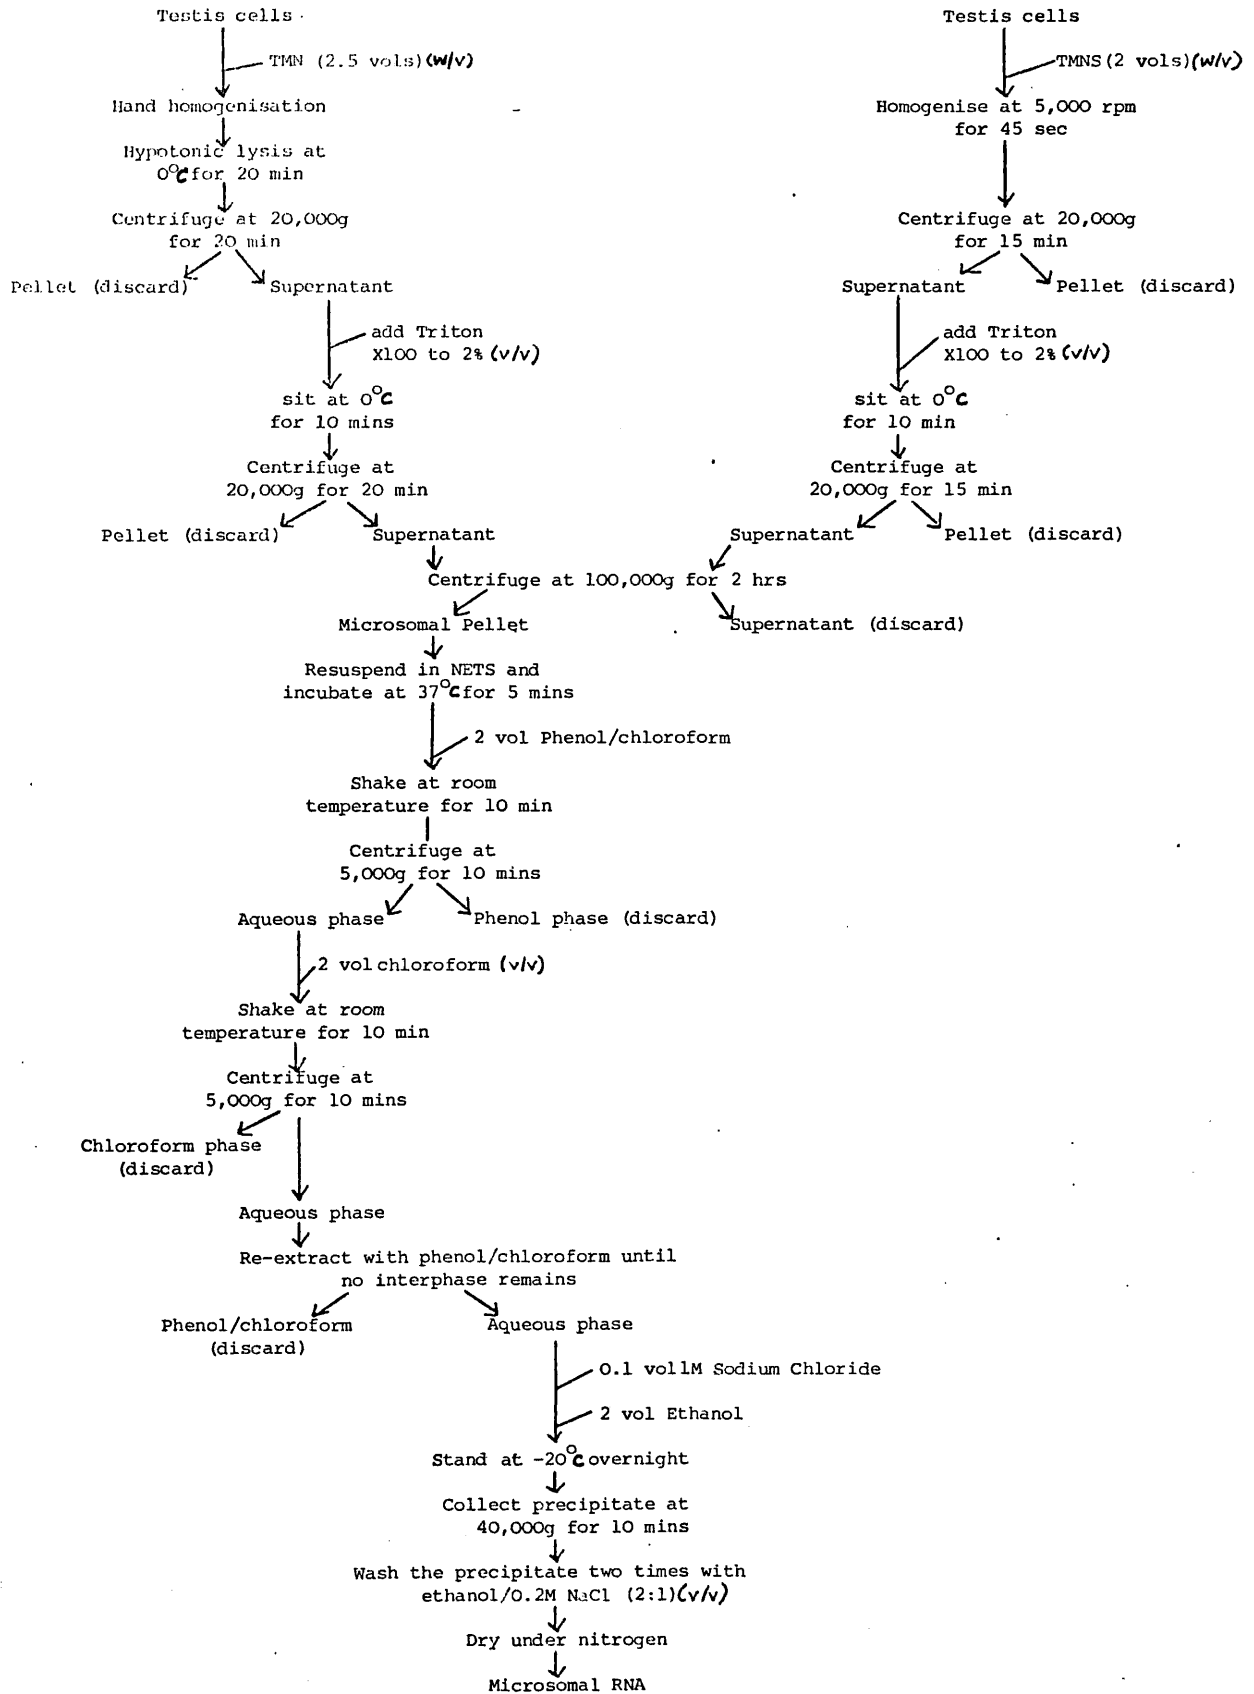 Testis cells
TMN (2.5 vols)(w/v)
Hand homogenisation
Hypotonic lysis at
0°C for 20 min
Centrifuge at 20,000g
for 20 min
Pellet (discard)
Supernatant
add Triton
X100 to 2% (v/v)
sit at 0°C
for 10 mins
Centrifuge at
20,000g for 20 min
Pellet (discard)
Supernatant
Testis cells
TMNS (2 vols)(w/v)
Homogenise at 5,000 rpm
for 45 sec
Centrifuge at 20,000g
for 15 min
Supernatant
Pellet (discard)
add Triton
X100 to 2% (v/v)
sit at 0°C
for 10 min
Centrifuge at
20,000g for 15 min
Supernatant
Pellet (discard)
Centrifuge at 100,000g for 2 hrs
Microsomal Pellet
Supernatant (discard)
Resuspend in NETS and
incubate at 37°C for 5 mins
2 vol Phenol/chloroform
Shake at room
temperature for 10 min
Centrifuge at
5,000g for 10 mins
Aqueous phase
Phenol phase (discard)
2 vol chloroform (v/v)
Shake at room
temperature for 10 min
Centrifuge at
5,000g for 10 mins
Chloroform phase
(discard)
Aqueous phase
Re-extract with phenol/chloroform until
no interphase remains
Phenol/chloroform
(discard)
Aqueous phase
0.1 vol 1M Sodium Chloride
2 vol Ethanol
Stand at -20°C overnight
Collect precipitate at
40,000g for 10 mins
Wash the precipitate two times with
ethanol/0.2M NaCl (2:1)(v/v)
Dry under nitrogen
Microsomal RNA